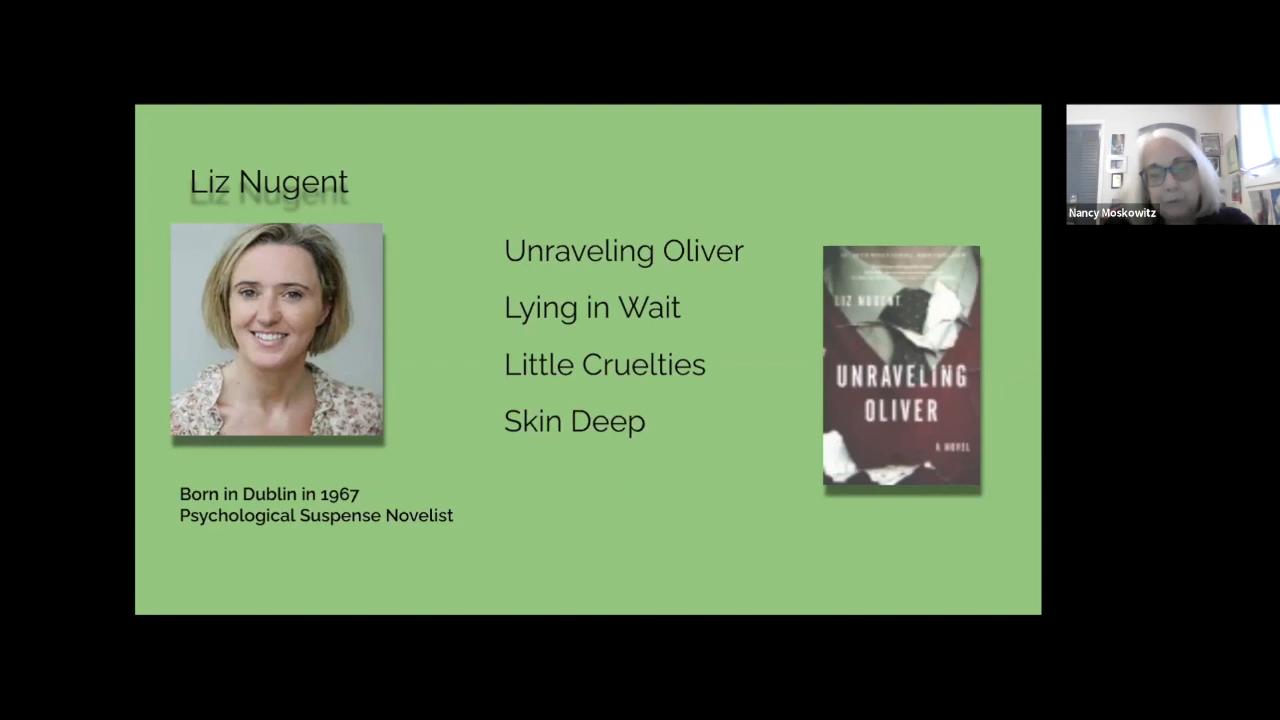 Liz Nugent
Unraveling Oliver
Lying in Wait
Little Cruelties
Skin Deep
Born in Dublin in 1967
Psychological Suspense Novelist
LIZ NUGENT
UNRAVELING
OLIVER
A NOVEL
Nancy Moskowitz